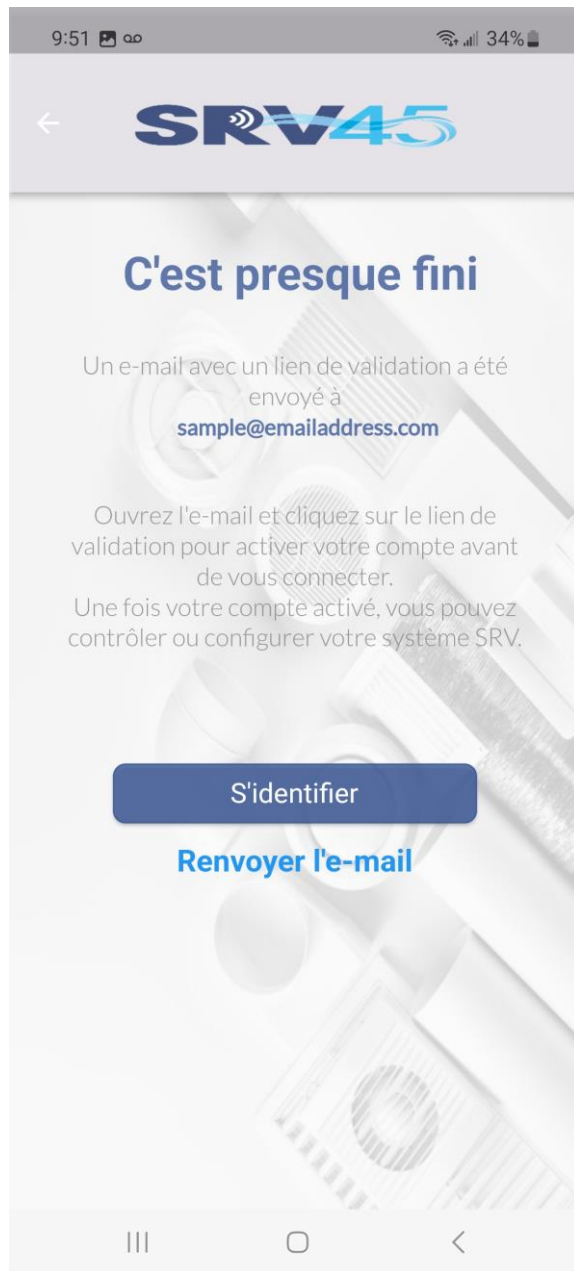 9:51
34%
SRV45
C'est presque fini
Un e-mail avec un lien de validation a été
envoyé à
sample@emailaddress.com
Ouvrez l'e-mail et cliquez sur le lien de
validation pour activer votre compte avant
de vous connecter.
Une fois votre compte activé, vous pouvez
contrôler ou configurer votre système SRV.
S'identifier
Renvoyer l'e-mail